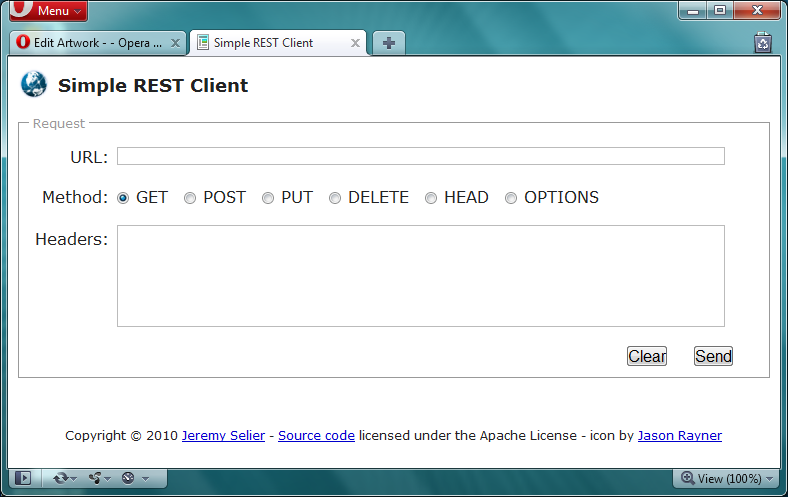 Menu
Edit Artwork - - Opera ...
Simple REST Client
Simple REST Client
Request
URL:
Method: GET POST PUT DELETE HEAD OPTIONS
Headers:
Clear Send
Copyright © 2010 Jeremy Selier - Source code licensed under the Apache License - icon by Jason Rayner
View (100%)